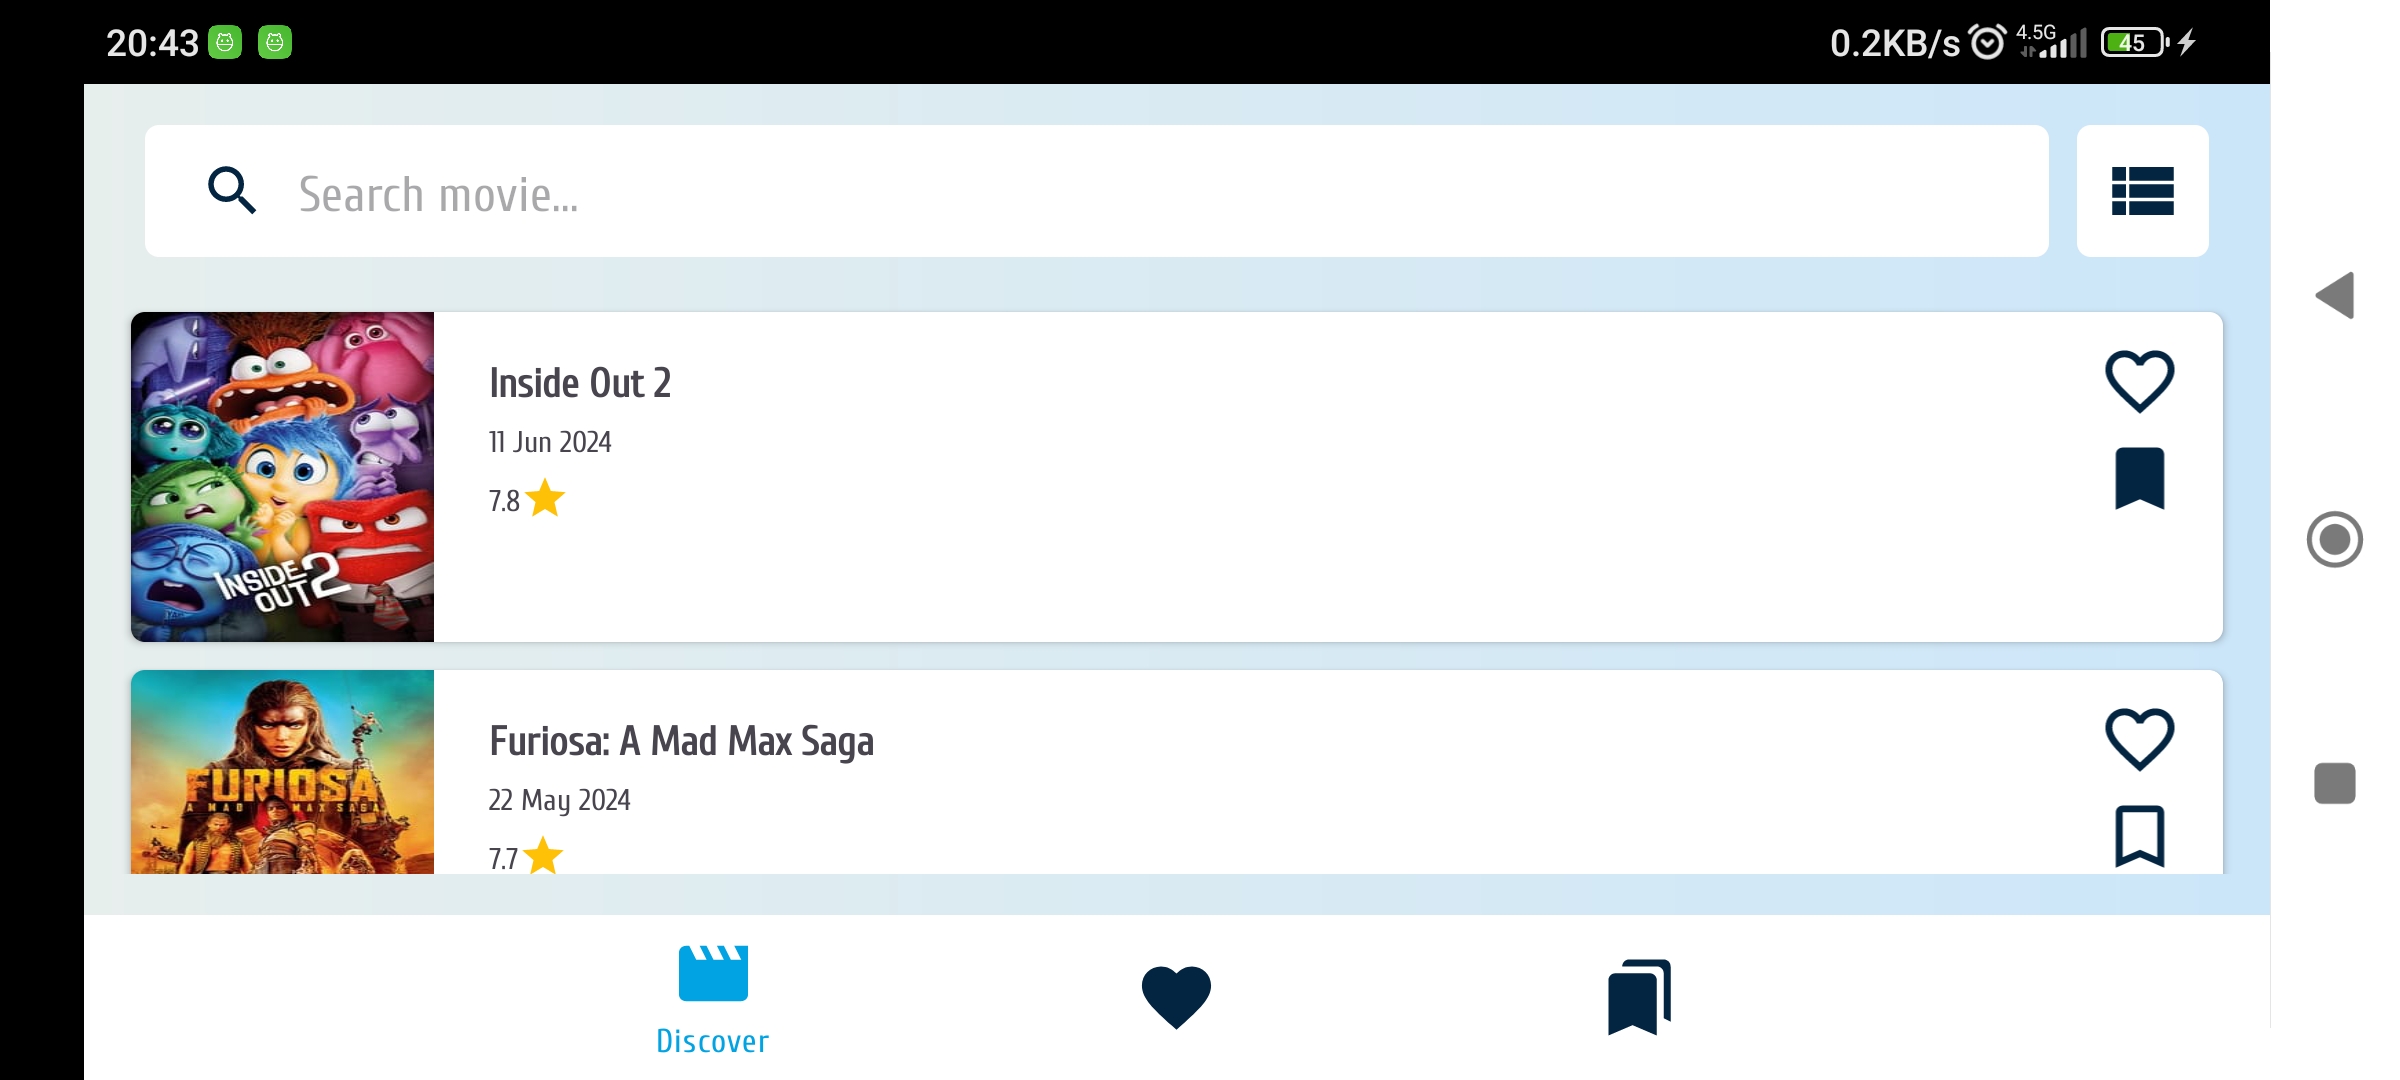 20:43
0.2KB/s
4.5G
45
Search movie...
INSIDE
OUT 2
Inside Out 2
11 Jun 2024
7.8
FURIOSA
A MAD MAX SAGA
Furiosa: A Mad Max Saga
22 May 2024
7.7
Discover